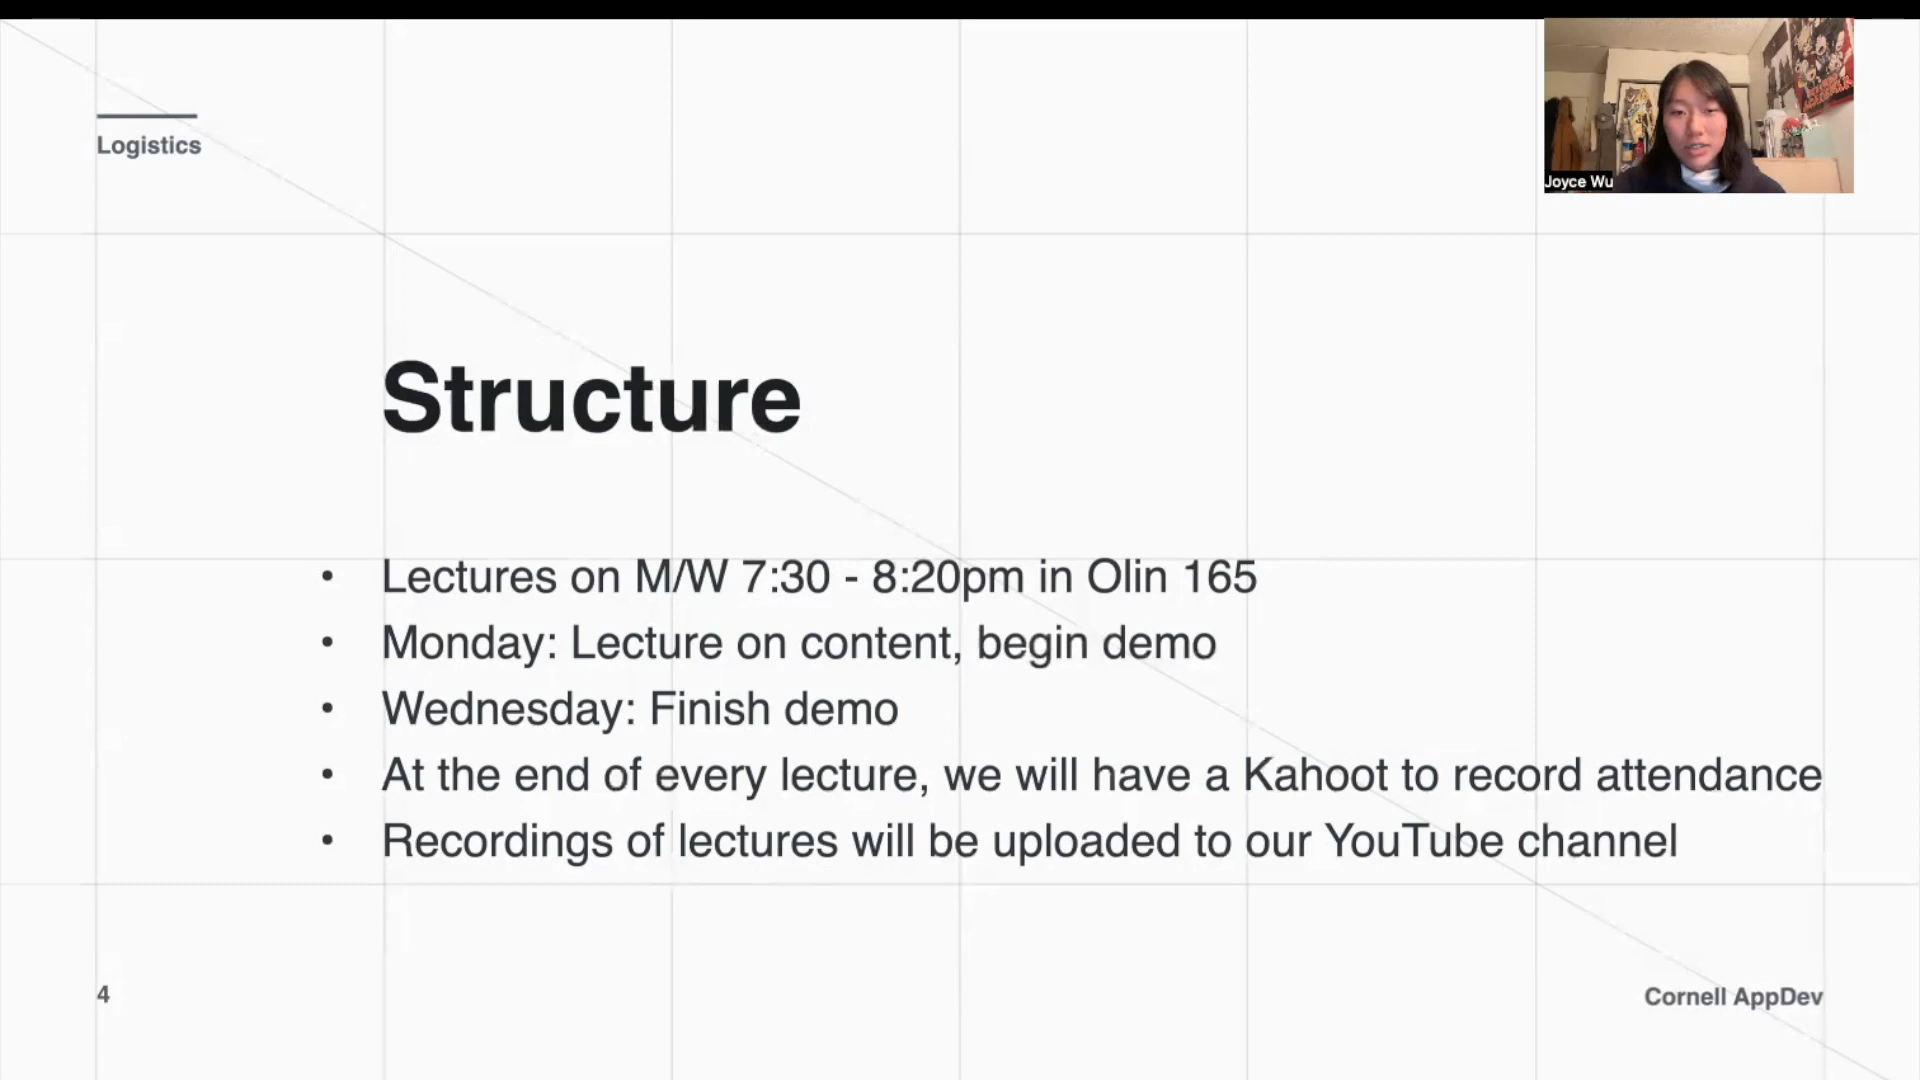 Logistics
Joyce Wu
Structure
• Lectures on M/W 7:30 - 8:20pm in Olin 165
• Monday: Lecture on content, begin demo
• Wednesday: Finish demo
• At the end of every lecture, we will have a Kahoot to record attendance
• Recordings of lectures will be uploaded to our YouTube channel
4
Cornell AppDev